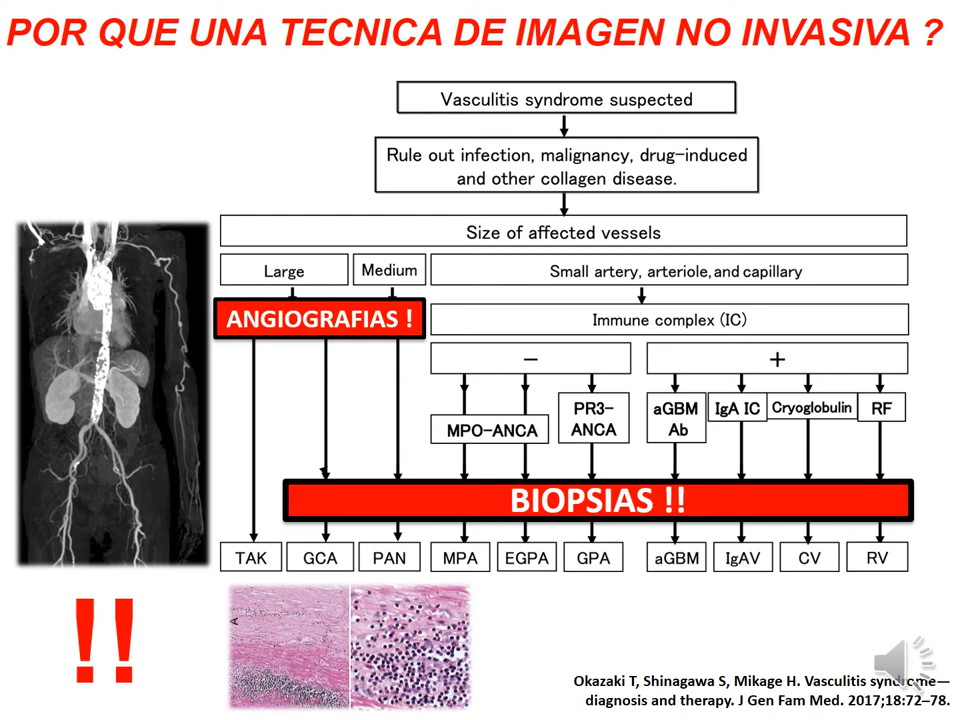 POR QUE UNA TECNICA DE IMAGEN NO INVASIVA ?
Vasculitis syndrome suspected
Rule out infection, malignancy, drug-induced
and other collagen disease.
Size of affected vessels
Large
Medium
Small artery, arteriole, and capillary
ANGIOGRAFIAS !
Immune complex (IC)
−
+
MPO-ANCA
PR3-
ANCA
aGBM
Ab
IgA IC
Cryoglobulin
RF
BIOPSIAS !!
TAK
GCA
PAN
MPA
EGPA
GPA
aGBM
IgAV
CV
RV
!!
A
Okazaki T, Shinagawa S, Mikage H. Vasculitis syndrome—
diagnosis and therapy. J Gen Fam Med. 2017;18:72–78.